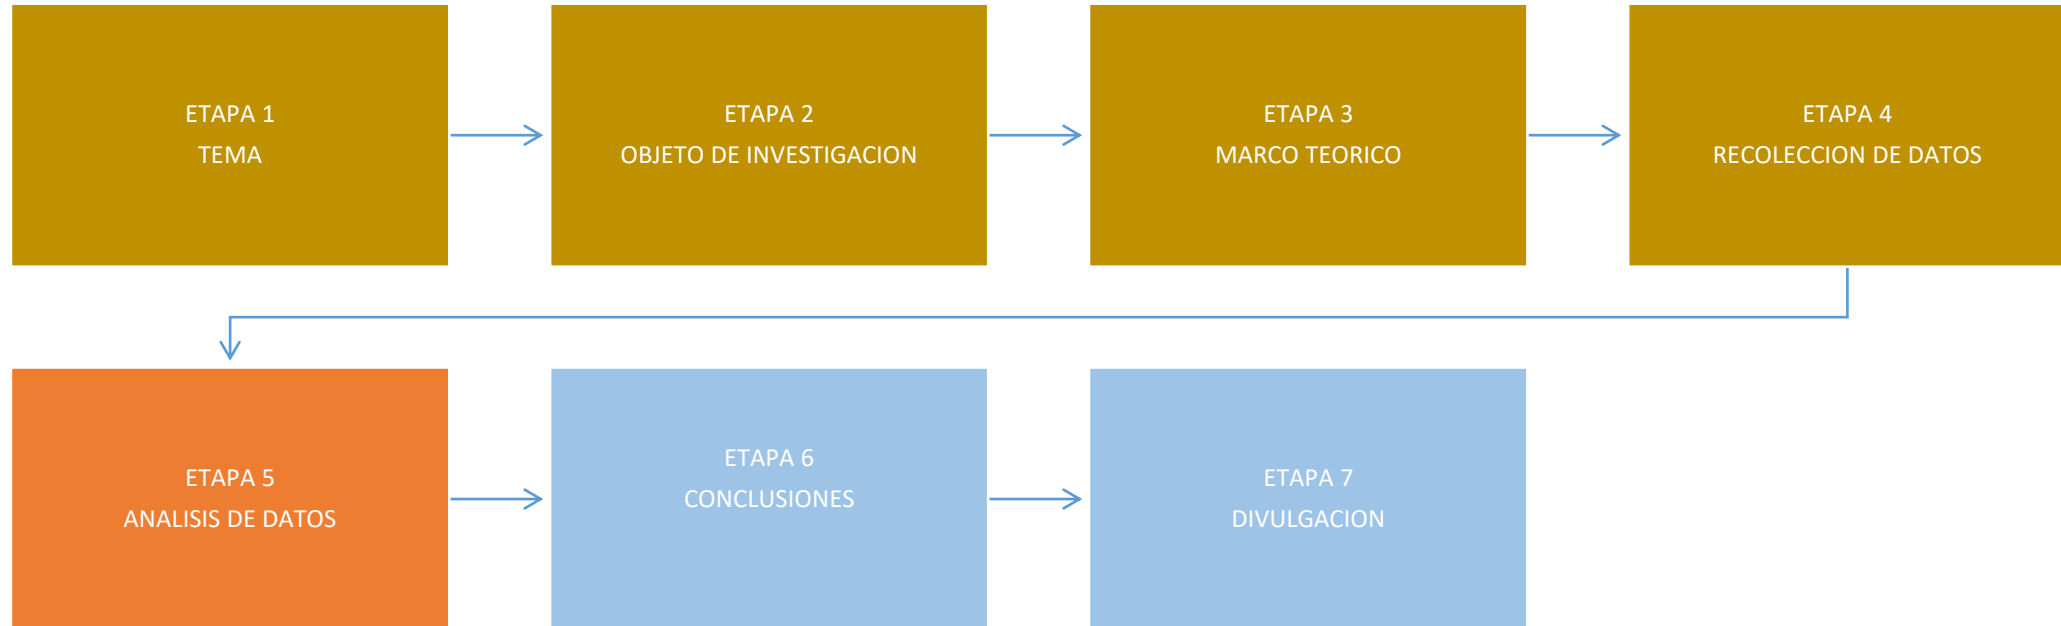 ETAPA 1
TEMA
ETAPA 2
OBJETO DE INVESTIGACION
ETAPA 3
MARCO TEORICO
ETAPA 4
RECOLECCION DE DATOS
ETAPA 5
ANALISIS DE DATOS
ETAPA 6
CONCLUSIONES
ETAPA 7
DIVULGACION